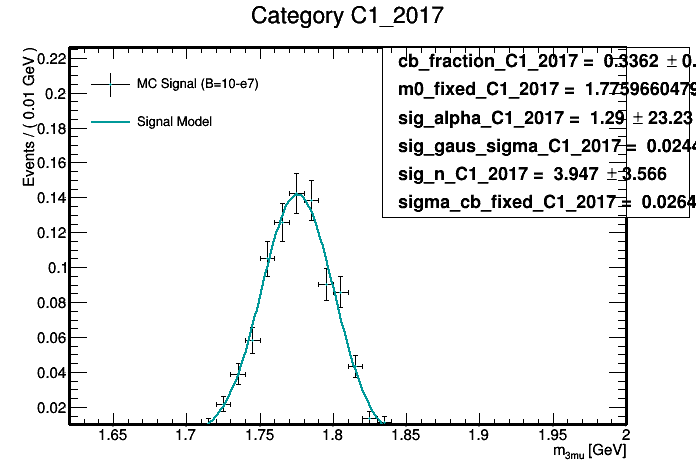 Category C1_2017
Events / ( 0.01 GeV )
0.22
0.2
0.18
0.16
0.14
0.12
0.1
0.08
0.06
0.04
0.02
MC Signal (B=10-e7)
Signal Model
cb_fraction_C1_2017 = 0.3362 ± 0.
m0_fixed_C1_2017 = 1.7759660479
sig_alpha_C1_2017 = 1.29 ± 23.23
sig_gaus_sigma_C1_2017 = 0.0244
sig_n_C1_2017 = 3.947 ± 3.566
sigma_cb_fixed_C1_2017 = 0.0264
1.65 1.7 1.75 1.8 1.85 1.9 1.95 2
m3mu [GeV]